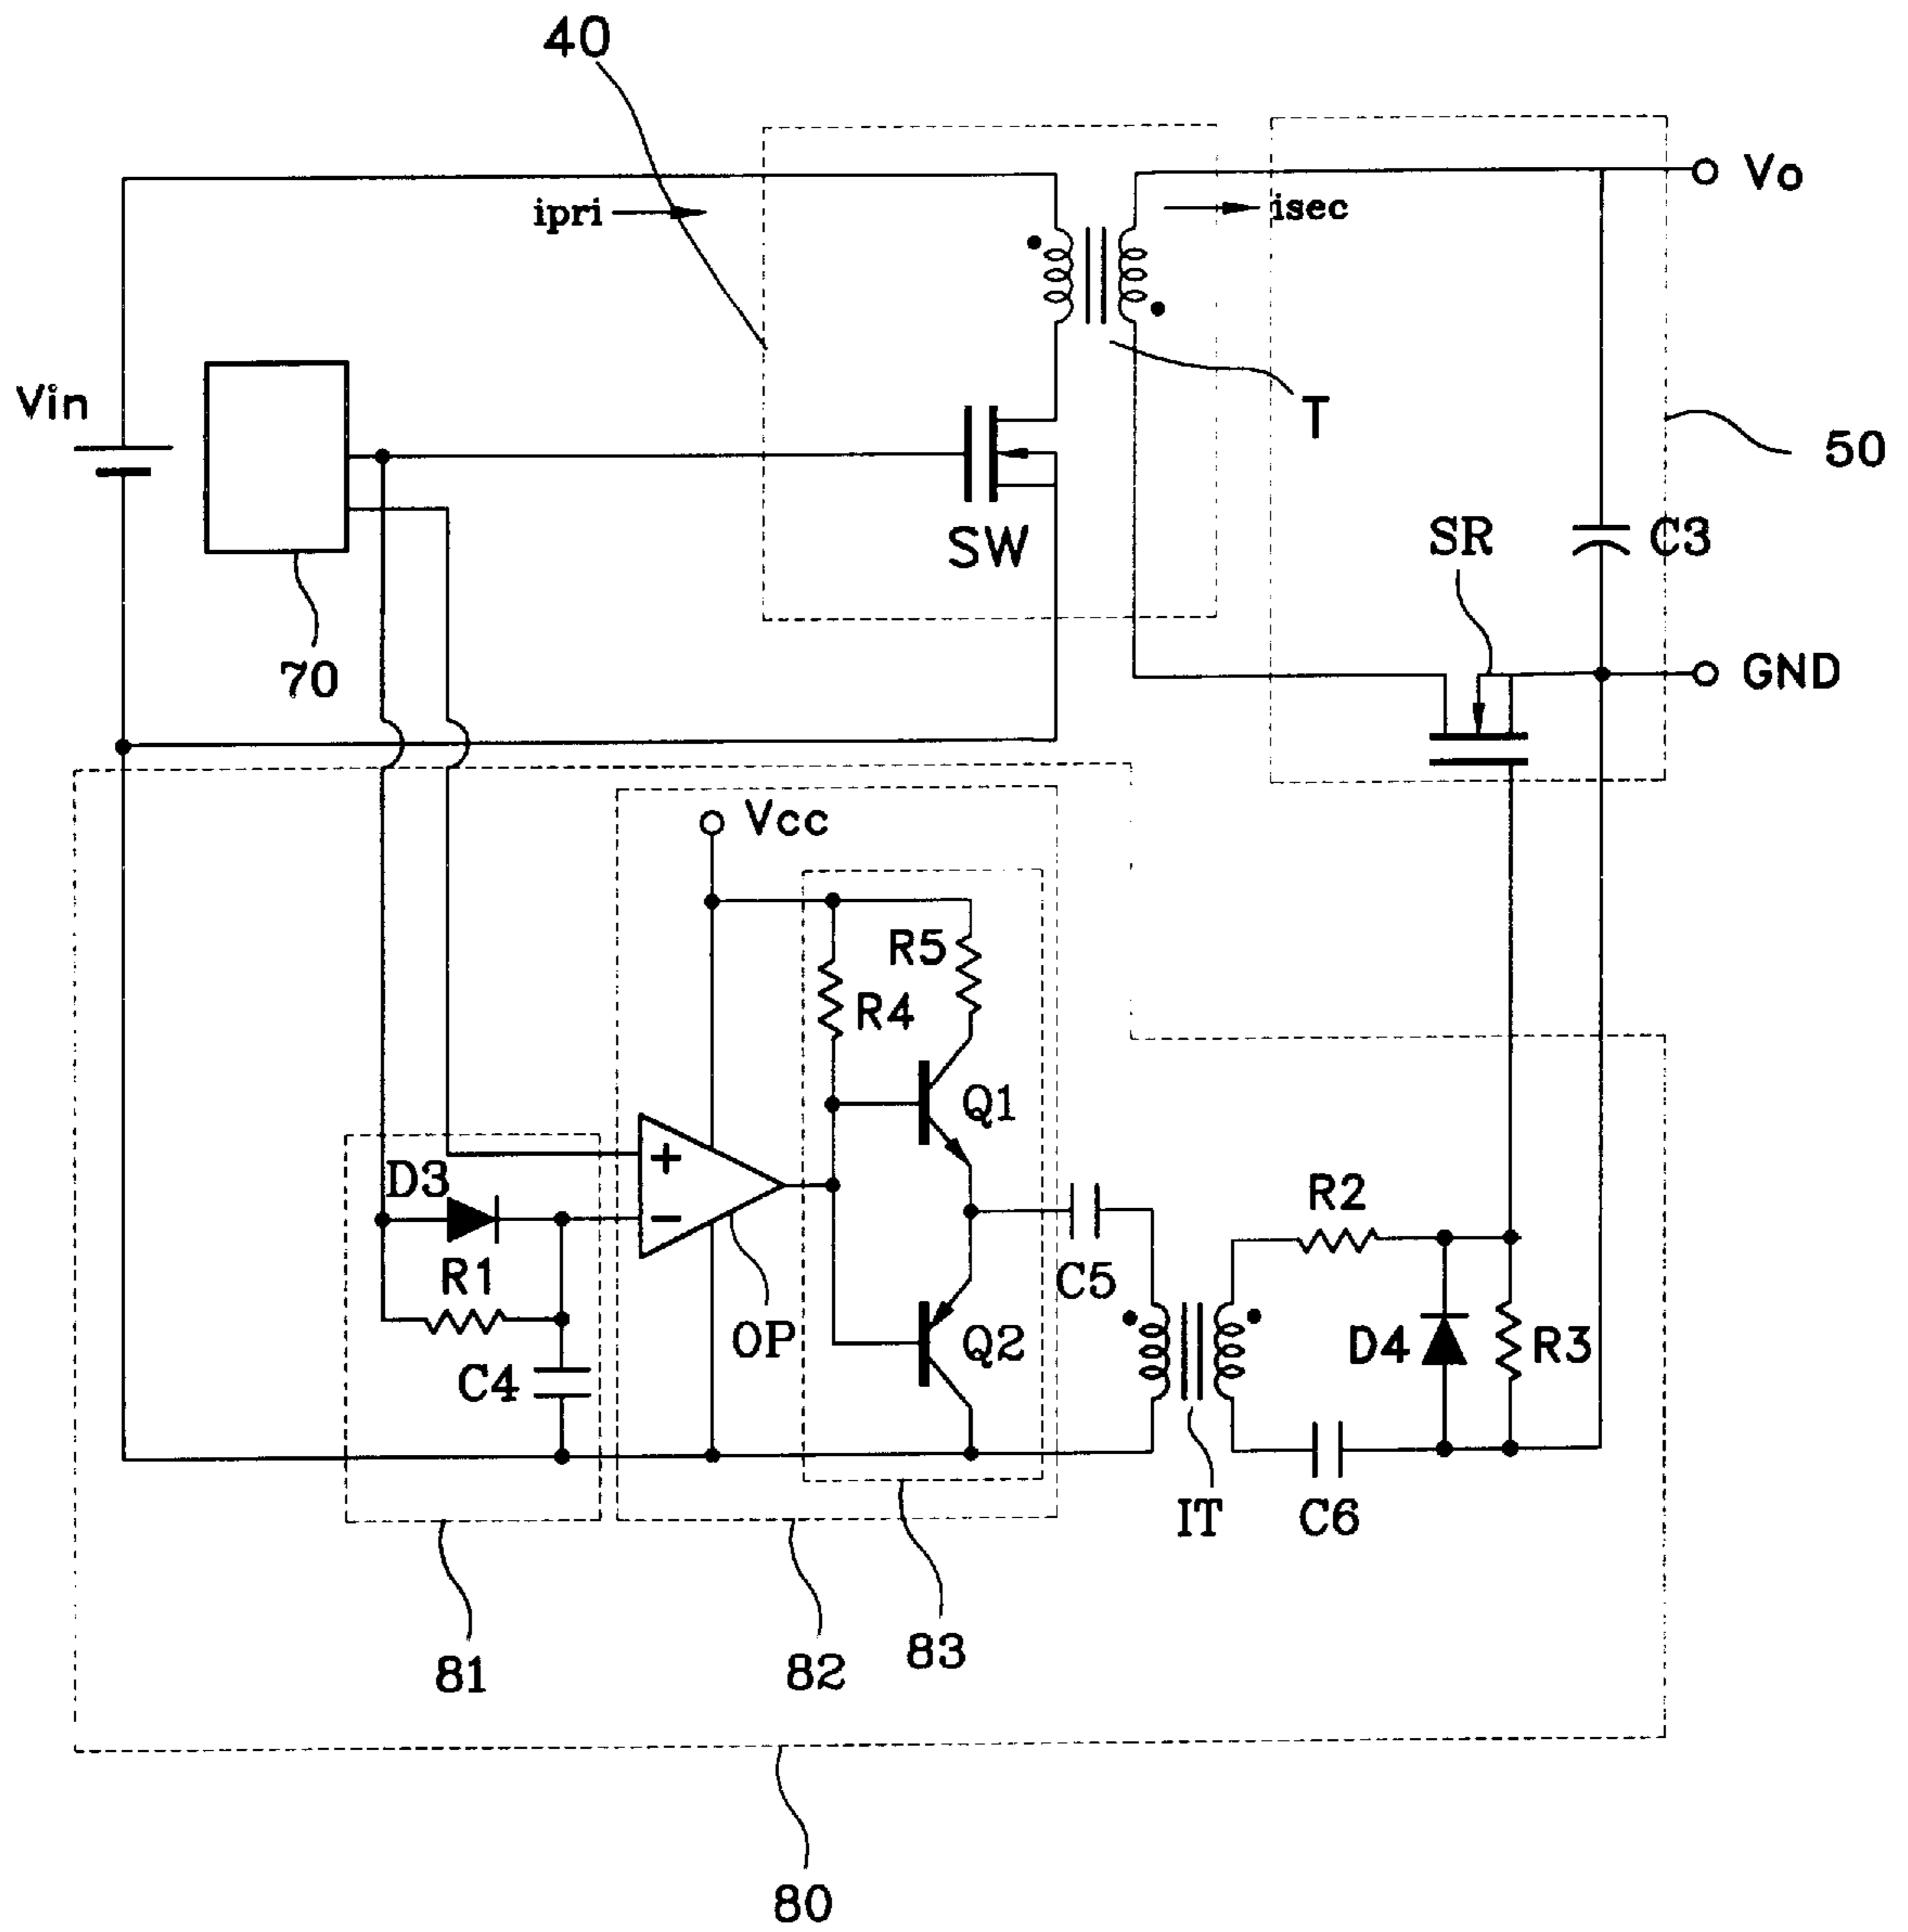 40
Vo
ipri
isec
Vin
T
50
SR
C3
SW
70
GND
Vcc
R5
R4
Q1
D3
+
R2
−
R1
C5
OP
Q2
D4
R3
C4
IT
C6
83
81
82
80